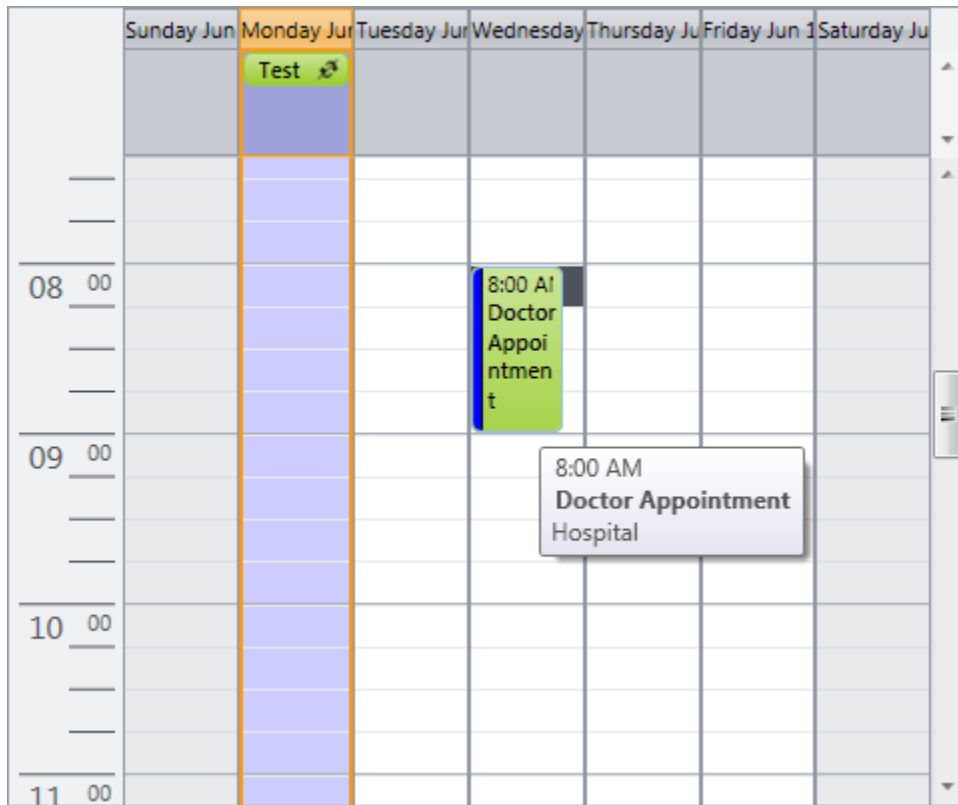 Sunday Jun Monday Jur Tuesday Jur Wednesday Thursday Ju Friday Jun 1 Saturday Ju
Test
08 00
8:00 AM
Doctor
Appoi
ntmen
t
09 00
8:00 AM
Doctor Appointment
Hospital
10 00
11 00